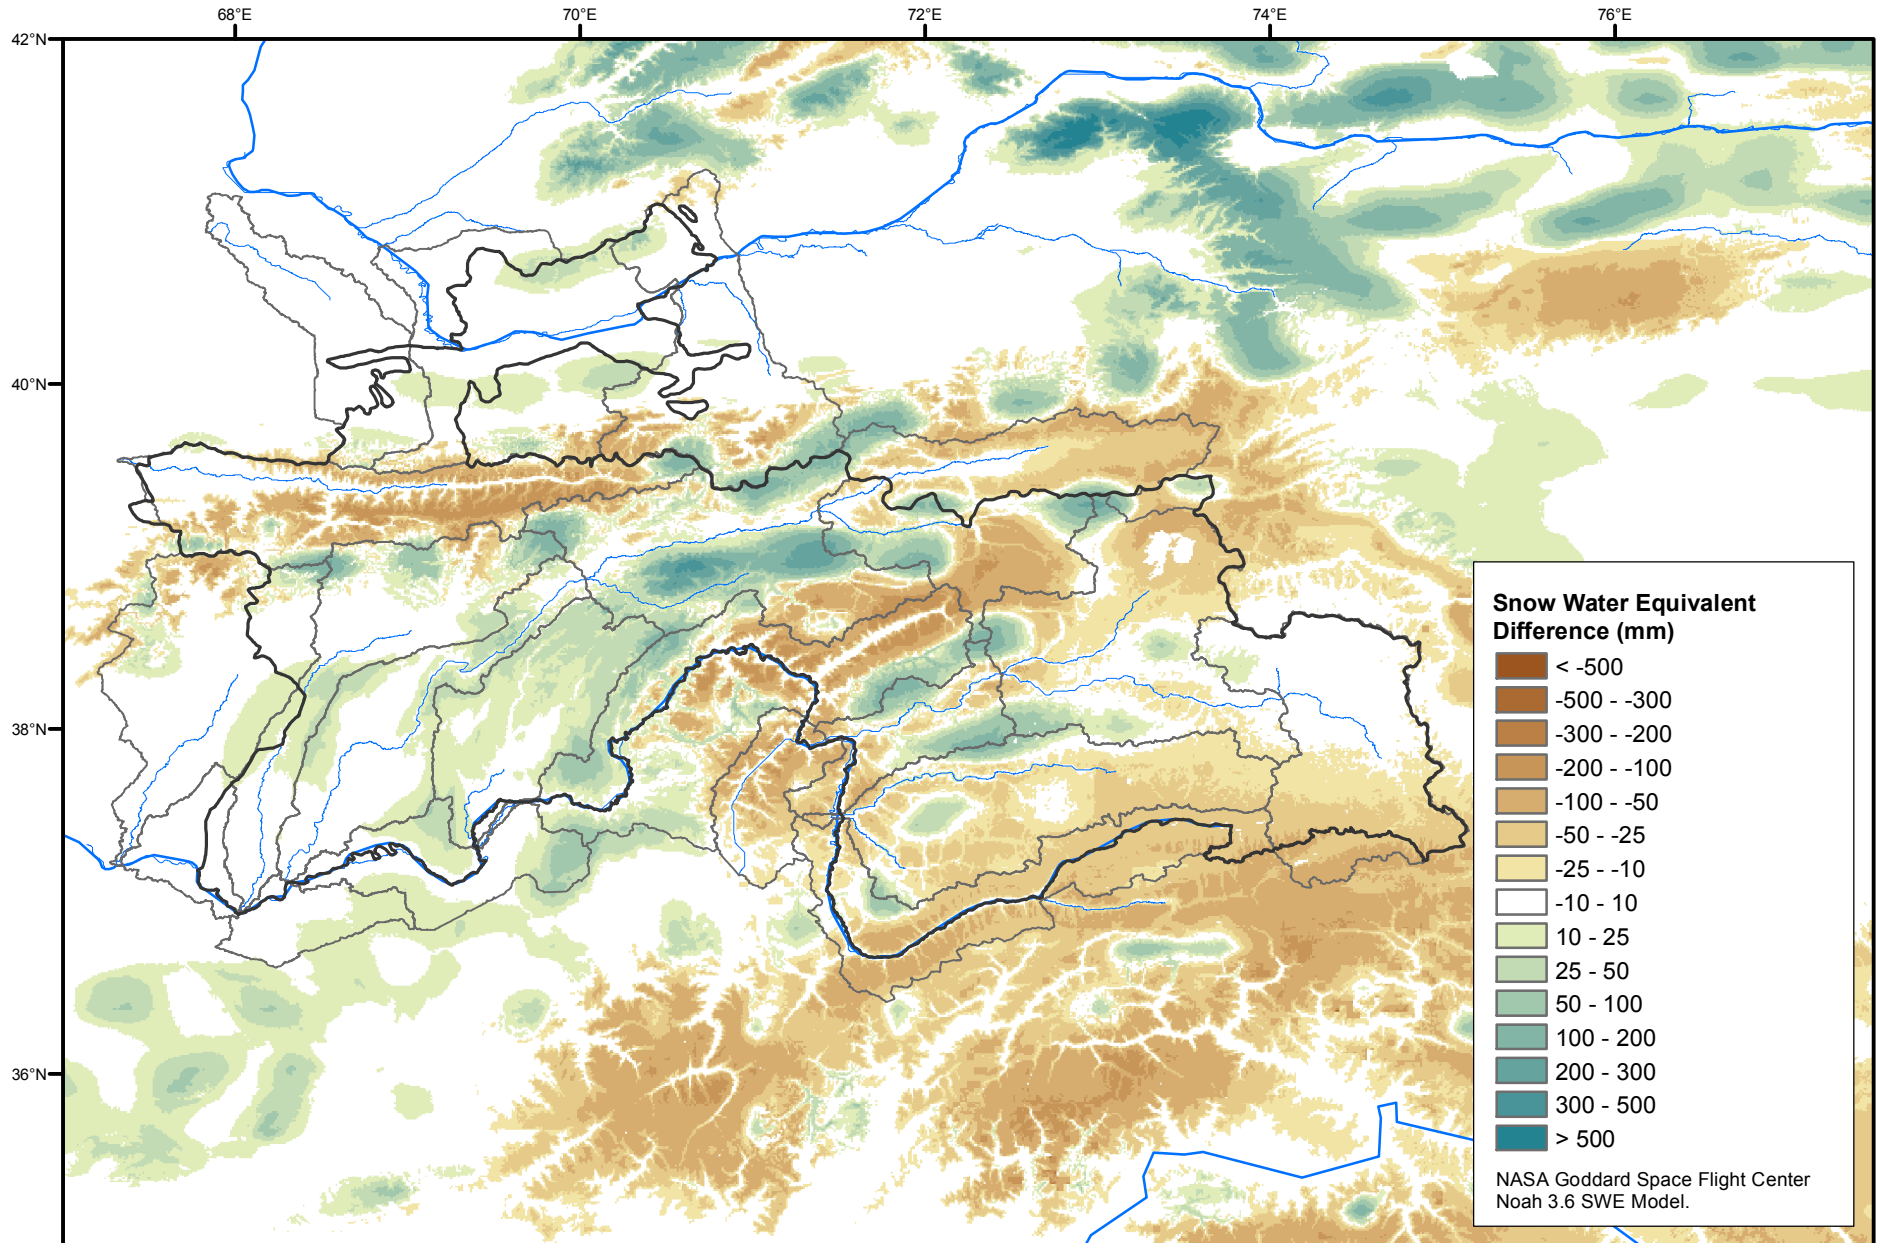 68°E
70°E
72°E
74°E
76°E
42°N
40°N
38°N
36°N
Snow Water Equivalent
Difference (mm)
< -500
-500 - -300
-300 - -200
-200 - -100
-100 - -50
-50 - -25
-25 - -10
-10 - 10
10 - 25
25 - 50
50 - 100
100 - 200
200 - 300
300 - 500
> 500
NASA Goddard Space Flight Center
Noah 3.6 SWE Model.